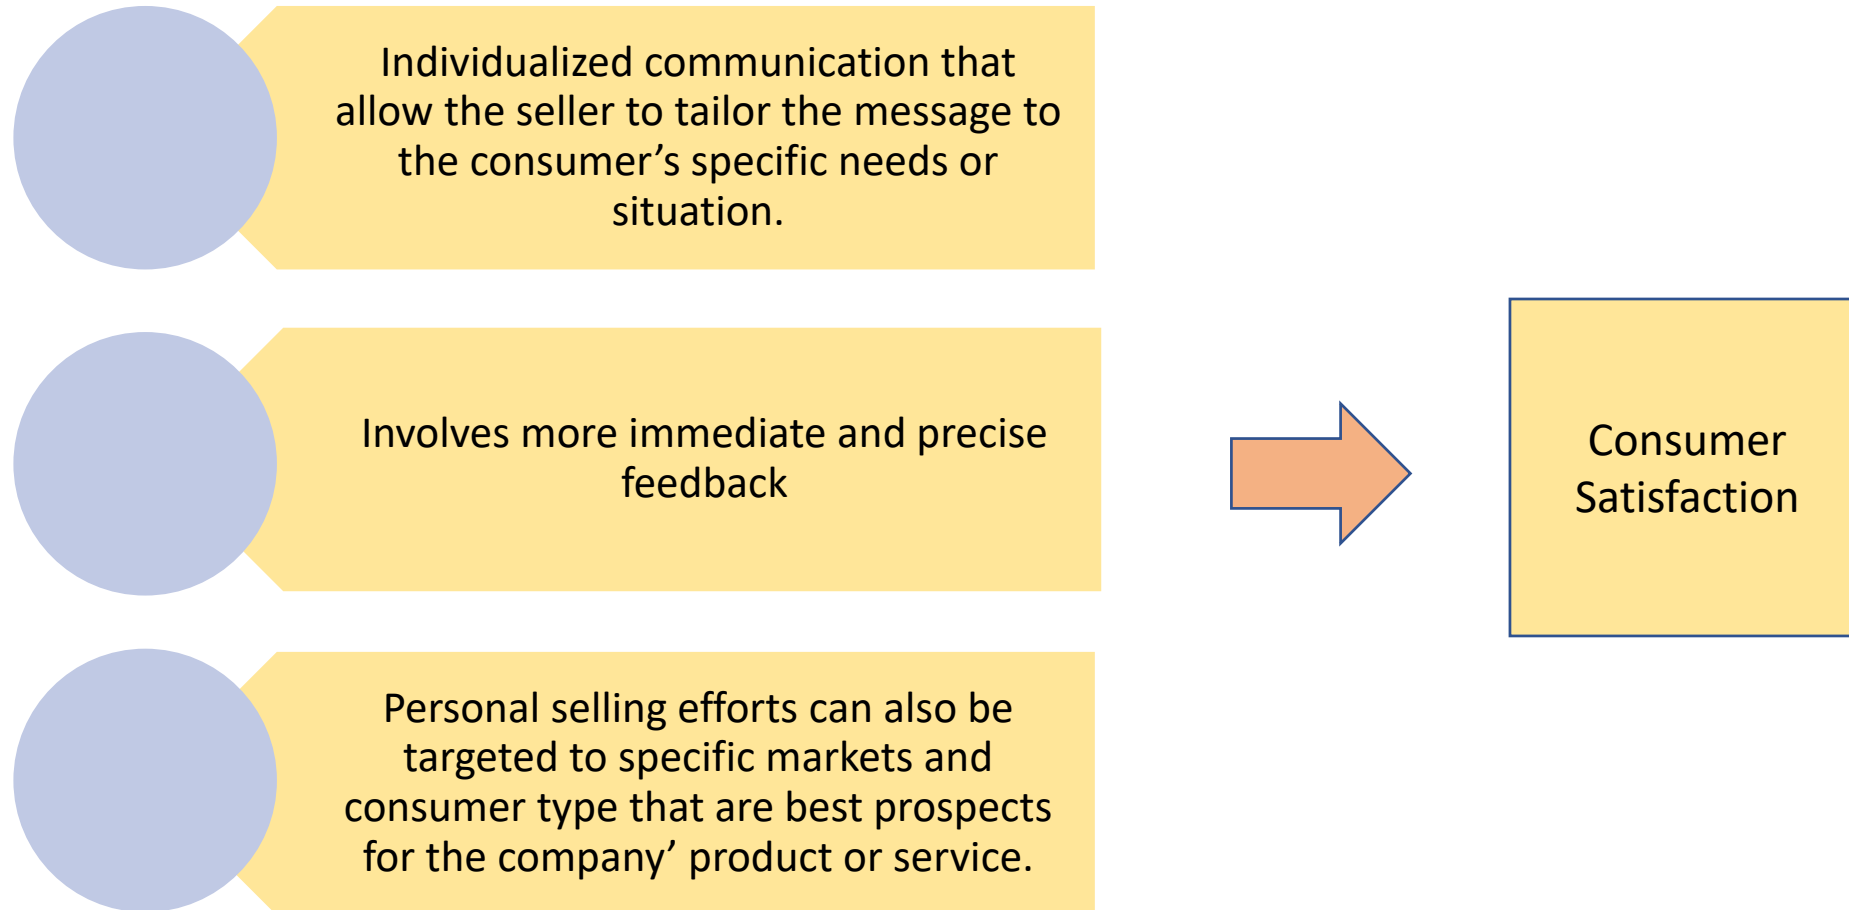 Individualized communication that
allow the seller to tailor the message to
the consumer’s specific needs or
situation.
Involves more immediate and precise
feedback
Personal selling efforts can also be
targeted to specific markets and
consumer type that are best prospects
for the company’ product or service.
Consumer
Satisfaction